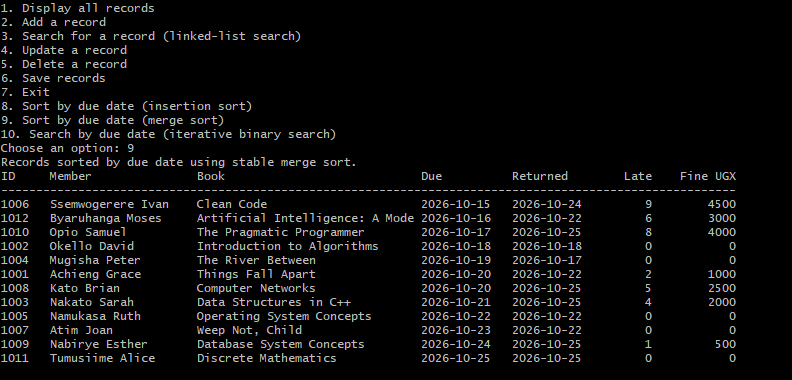 1. Display all records
2. Add a record
3. Search for a record (linked-list search)
4. Update a record
5. Delete a record
6. Save records
7. Exit
8. Sort by due date (insertion sort)
9. Sort by due date (merge sort)
10. Search by due date (iterative binary search)
Choose an option: 9
Records sorted by due date using stable merge sort.
ID Member Book Due Returned Late Fine UGX
1006 Ssemwogerere Ivan Clean Code 2026-10-15 2026-10-24 9 4500
1012 Byaruhanga Moses Artificial Intelligence: A Mode 2026-10-16 2026-10-22 6 3000
1010 Opio Samuel The Pragmatic Programmer 2026-10-17 2026-10-25 8 4000
1002 Okello David Introduction to Algorithms 2026-10-18 2026-10-18 0 0
1004 Mugisha Peter The River Between 2026-10-19 2026-10-17 0 0
1001 Achieng Grace Things Fall Apart 2026-10-20 2026-10-22 2 1000
1008 Kato Brian Computer Networks 2026-10-20 2026-10-25 5 2500
1003 Nakato Sarah Data Structures in C++ 2026-10-21 2026-10-25 4 2000
1005 Namukasa Ruth Operating System Concepts 2026-10-22 2026-10-22 0 0
1007 Atim Joan Weep Not, Child 2026-10-23 2026-10-22 0 0
1009 Nabirye Esther Database System Concepts 2026-10-24 2026-10-25 1 500
1011 Tumusiime Alice Discrete Mathematics 2026-10-25 2026-10-25 0 0